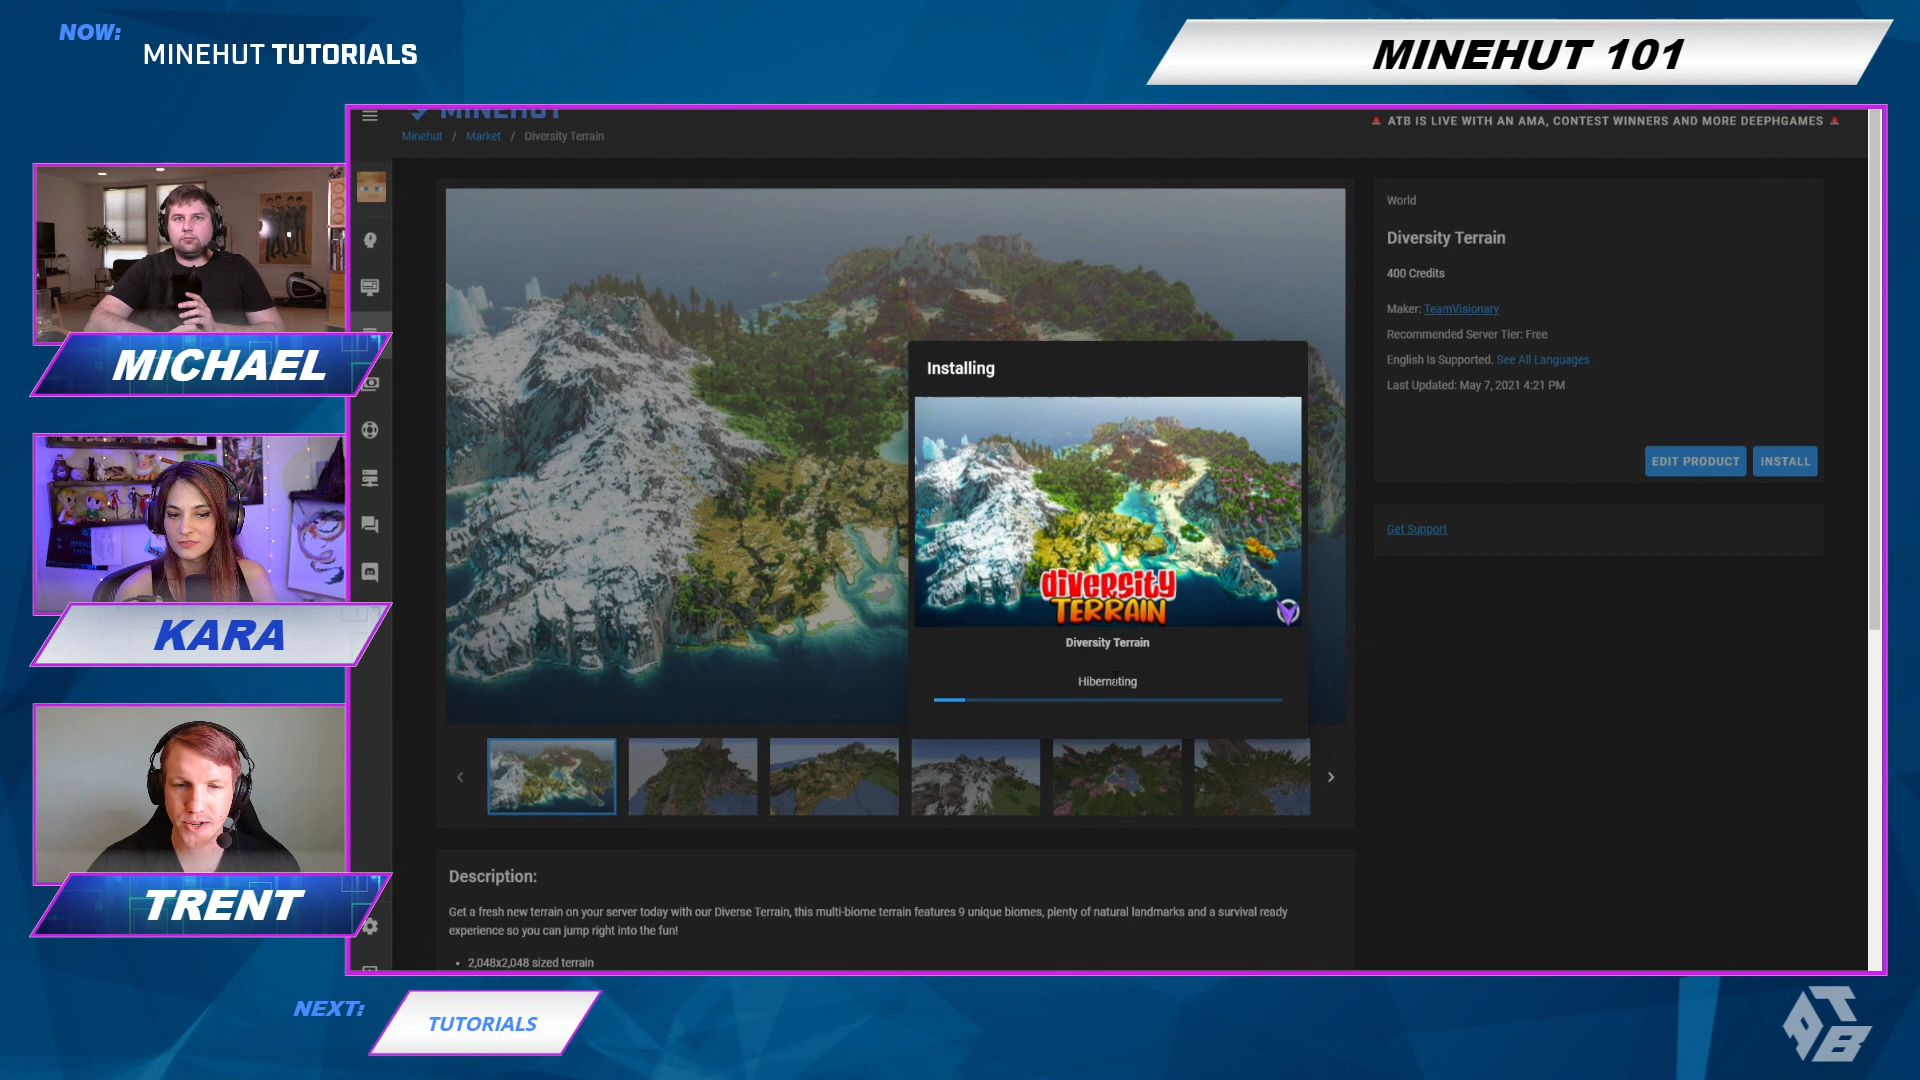 NOW:
MINEHUT TUTORIALS
MINEHUT 101
MINEHUT
Minehut / Market / Diversity Terrain
ATB IS LIVE WITH AN AMA, CONTEST WINNERS AND MORE DEEPHGAMES
MICHAEL
KARA
TRENT
World
Diversity Terrain
400 Credits
Maker: TeamVisionary
Recommended Server Tier: Free
English Is Supported. See All Languages
Last Updated: May 7, 2021 4:21 PM
EDIT PRODUCT
INSTALL
Get Support
Installing
diversity
TERRAIN
Diversity Terrain
Hibernating
Description:
Get a fresh new terrain on your server today with our Diverse Terrain, this multi-biome terrain features 9 unique biomes, plenty of natural landmarks and a survival ready
experience so you can jump right into the fun!
• 2,048x2,048 sized terrain
NEXT:
TUTORIALS
ATB